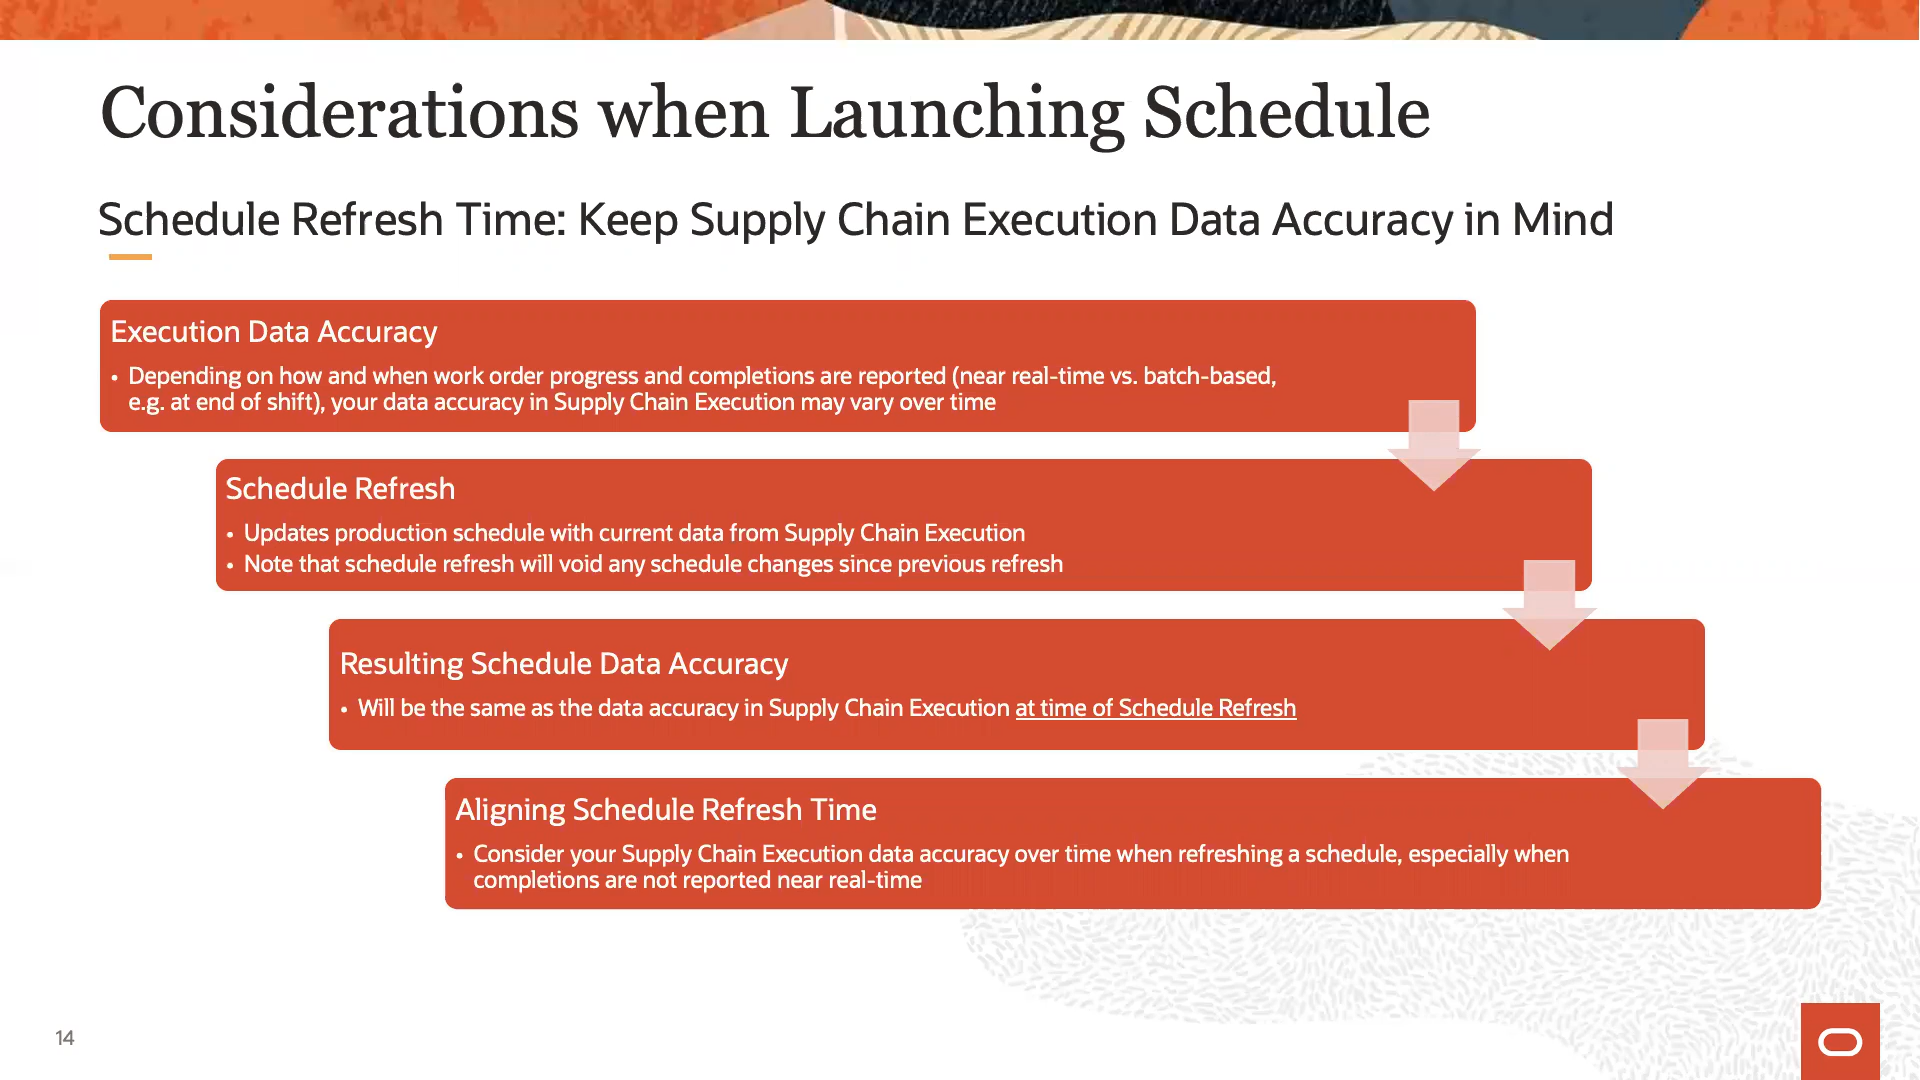 Considerations when Launching Schedule
Schedule Refresh Time: Keep Supply Chain Execution Data Accuracy in Mind
Execution Data Accuracy
• Depending on how and when work order progress and completions are reported (near real-time vs. batch-based,
e.g. at end of shift), your data accuracy in Supply Chain Execution may vary over time
Schedule Refresh
• Updates production schedule with current data from Supply Chain Execution
• Note that schedule refresh will void any schedule changes since previous refresh
Resulting Schedule Data Accuracy
• Will be the same as the data accuracy in Supply Chain Execution at time of Schedule Refresh
Aligning Schedule Refresh Time
• Consider your Supply Chain Execution data accuracy over time when refreshing a schedule, especially when
completions are not reported near real-time
14